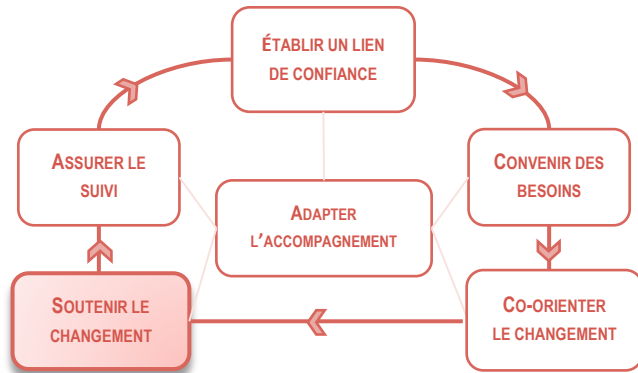 ÉTABLIR UN LIEN
DE CONFIANCE
ASSURER LE
SUIVI
CONVENIR DES
BESOINS
ADAPTER
L'ACCOMPAGNEMENT
SOUTENIR LE
CHANGEMENT
CO-ORIENTER
LE CHANGEMENT